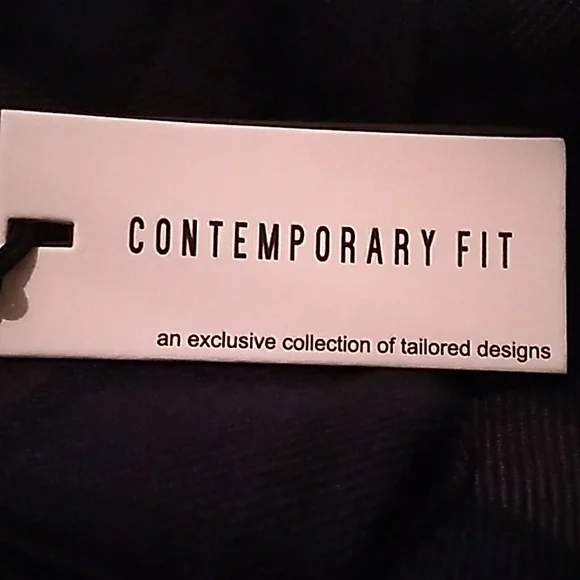 CONTEMPORARY FIT
an exclusive collection of tailored designs